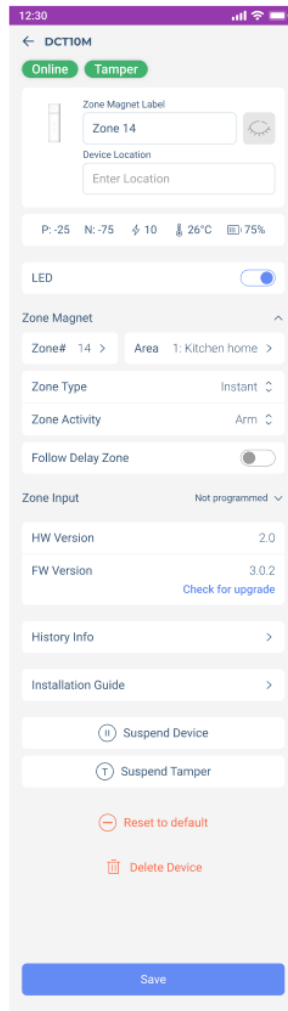 12:30
DCT10M
Online Tamper
Zone Magnet Label
Zone 14
Device Location
Enter Location
P: -25 N: -75 10 26°C 75%
LED
Zone Magnet
Zone# 14 > Area 1: Kitchen home >
Zone Type Instant
Zone Activity Arm
Follow Delay Zone
Zone Input Not programmed
HW Version 2.0
FW Version 3.0.2
Check for upgrade
History Info >
Installation Guide >
Suspend Device
T Suspend Tamper
Reset to default
Delete Device
Save